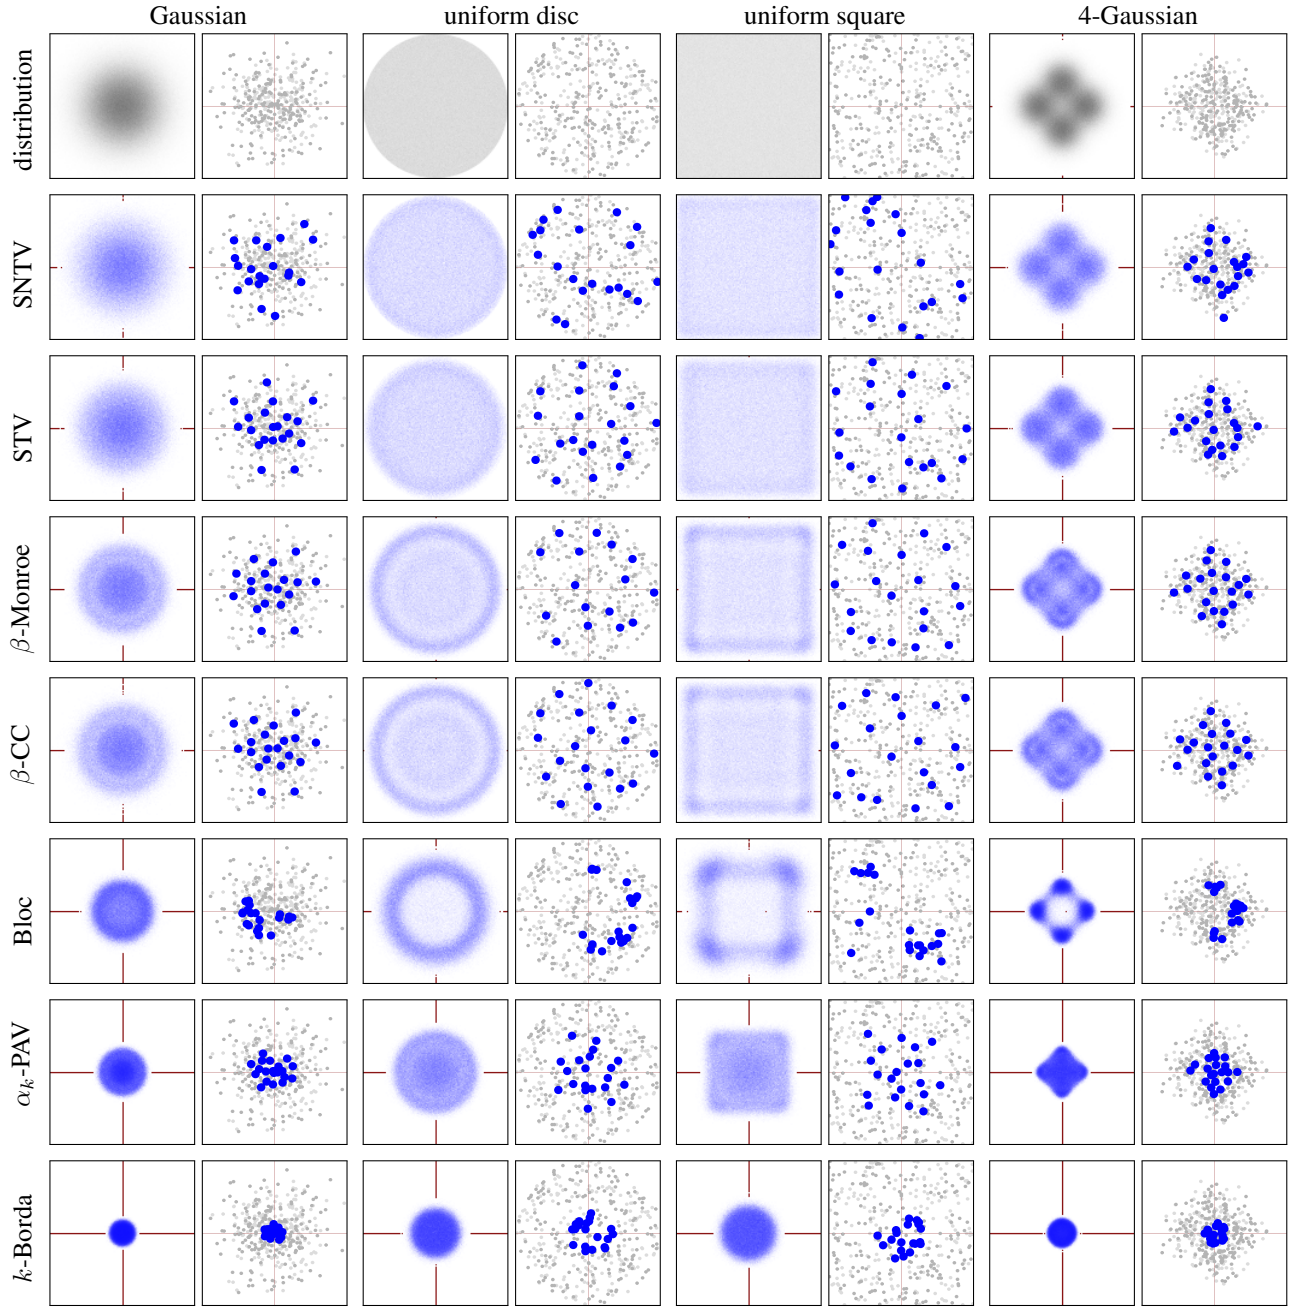 Gaussian
uniform disc
uniform square
4-Gaussian
distribution
SNTV
STV
β-Monroe
β-CC
Bloc
αₖ-PAV
k-Borda